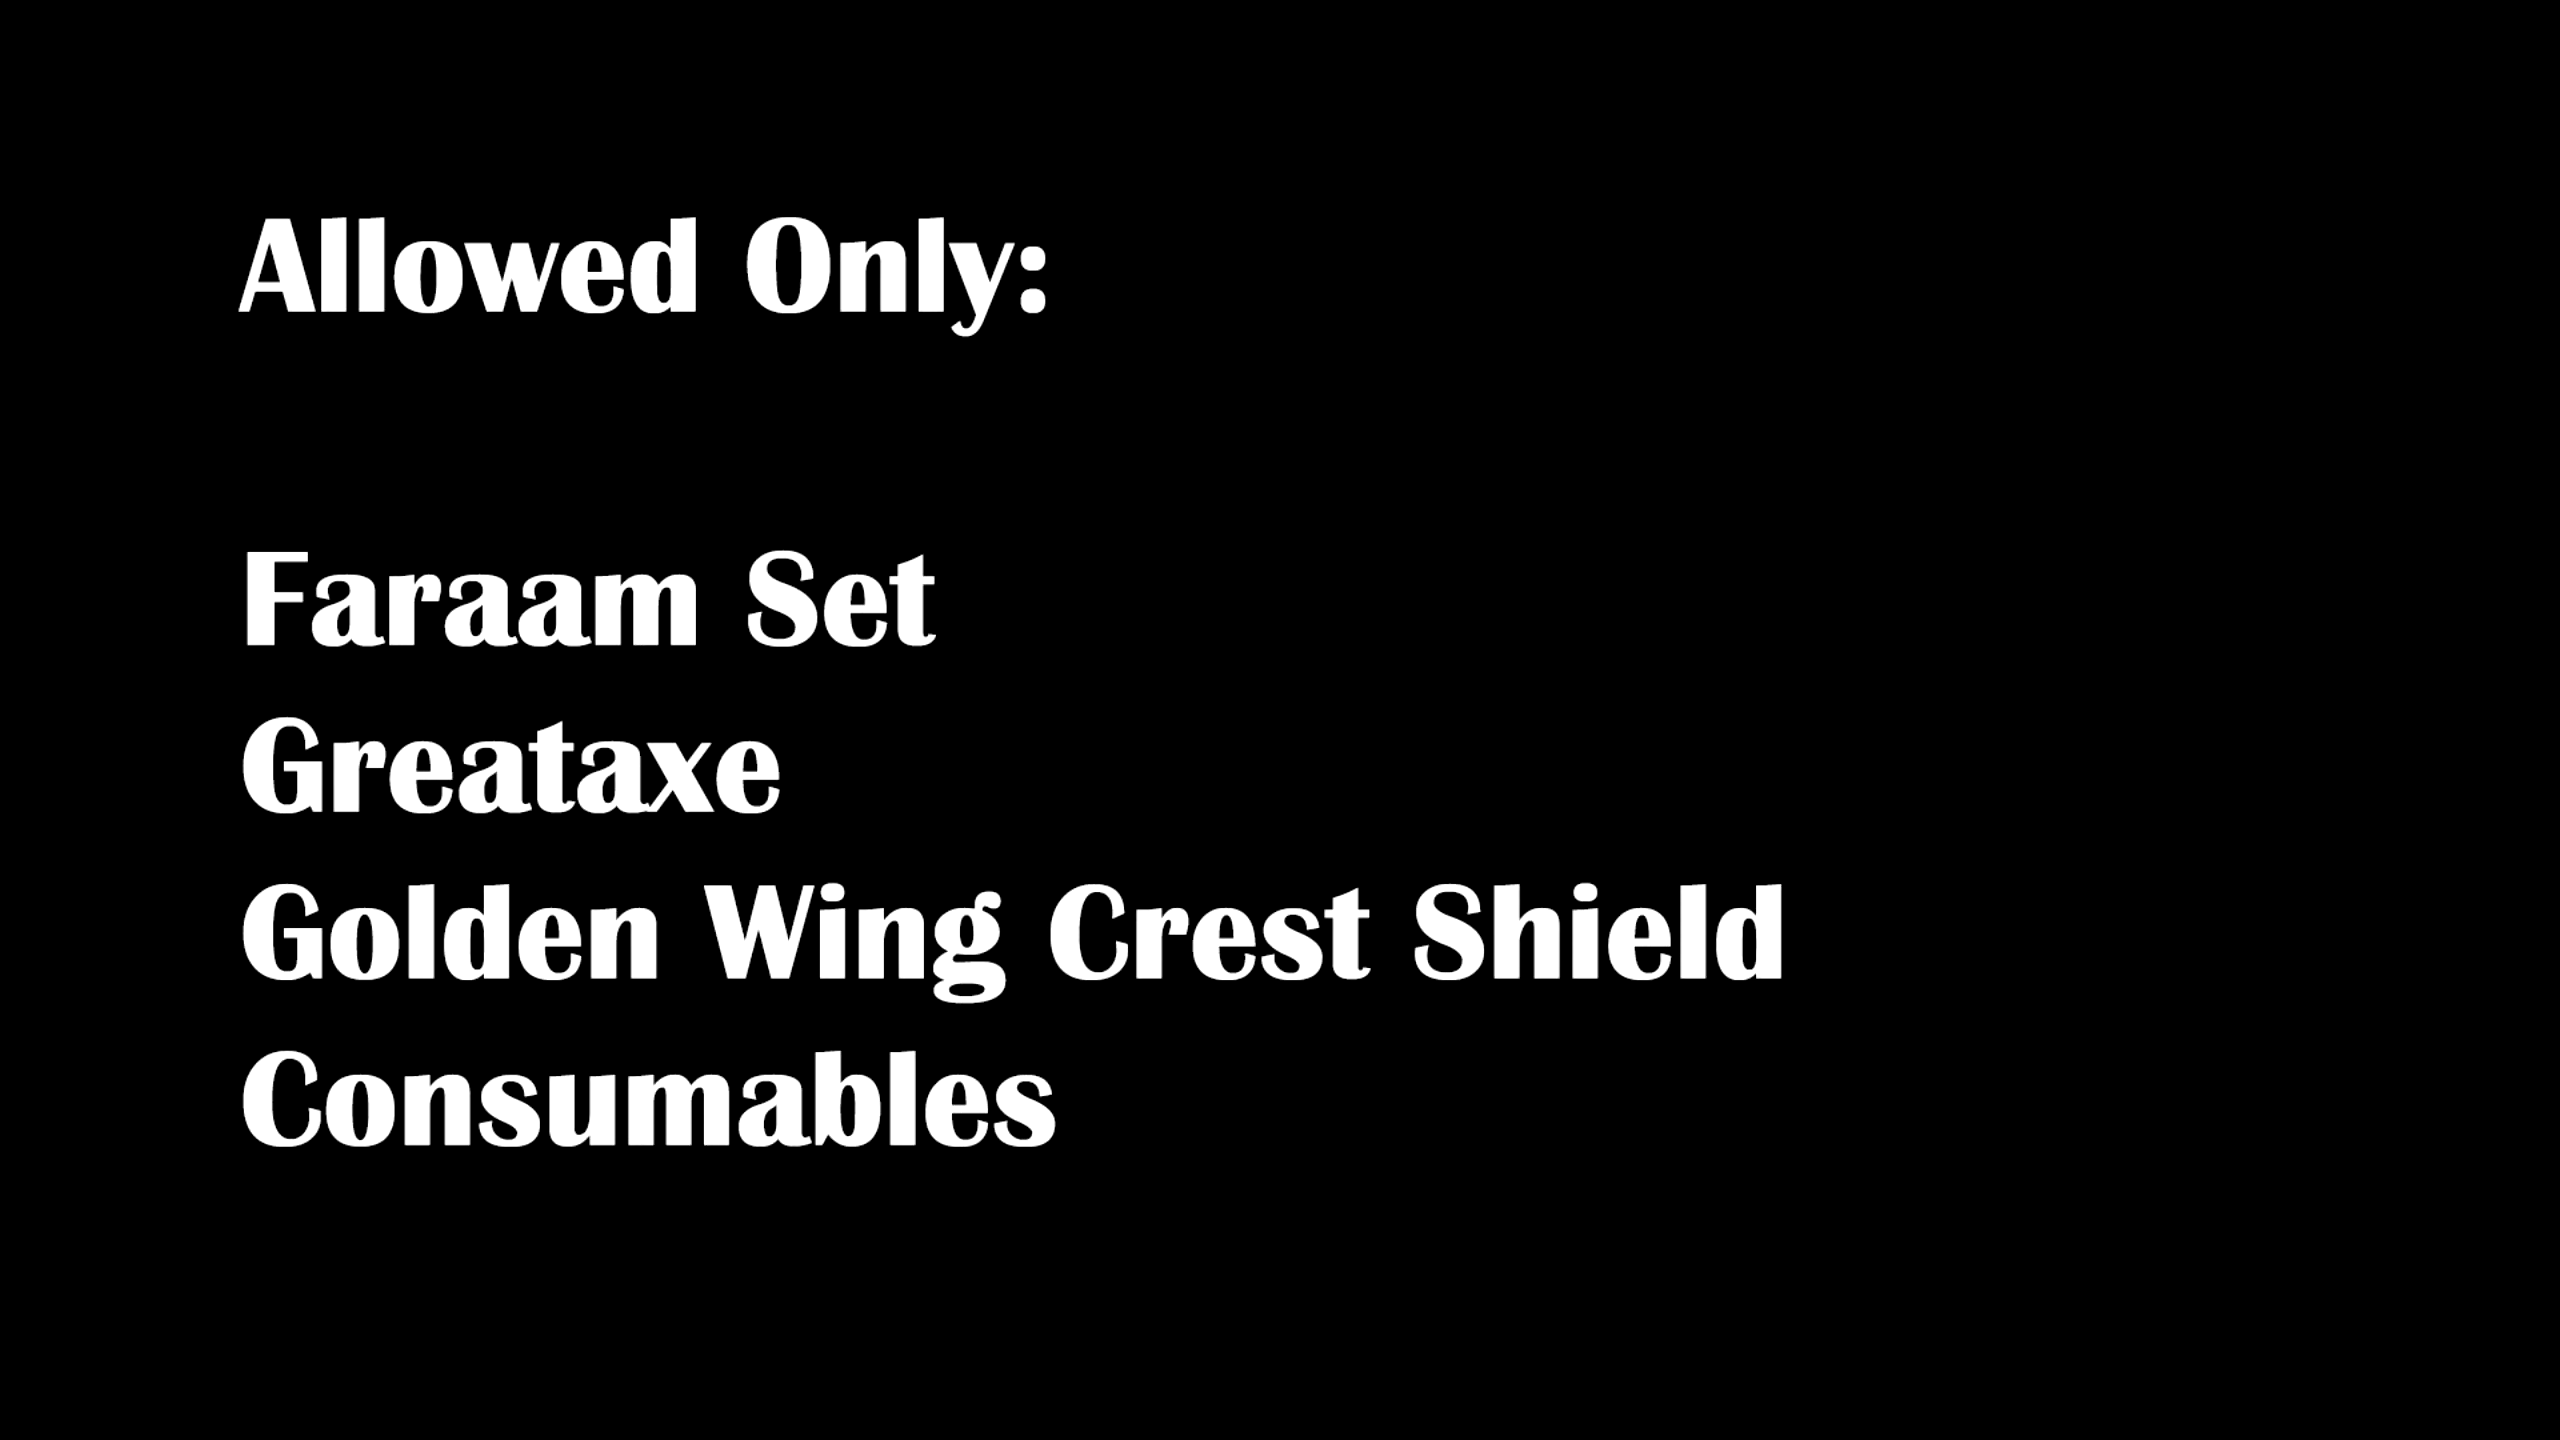 Allowed Only:
Faraam Set
Greataxe
Golden Wing Crest Shield
Consumables